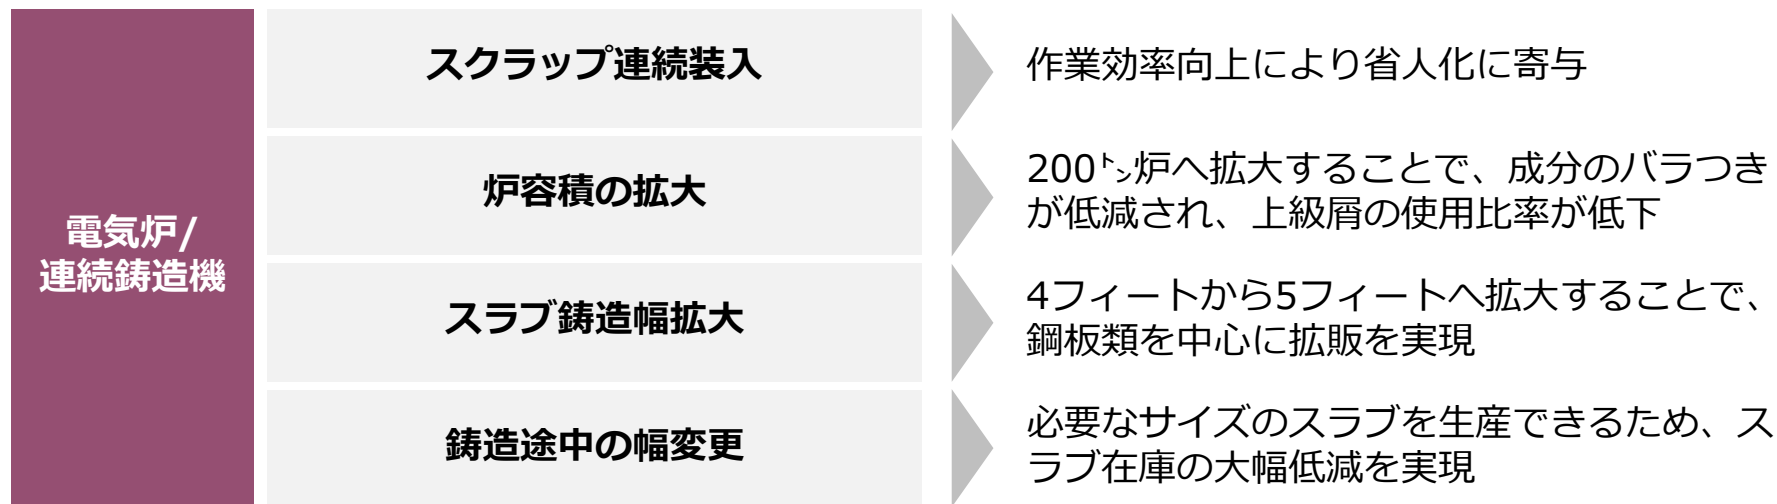 電気炉/
連続鋳造機
スクラップ連続装入
作業効率向上により省人化に寄与
炉容積の拡大
200㌧炉へ拡大することで、成分のバラつき
が低減され、上級屑の使用比率が低下
スラブ鋳造幅拡大
4フィートから5フィートへ拡大することで、
鋼板類を中心に拡販を実現
鋳造途中の幅変更
必要なサイズのスラブを生産できるため、ス
ラブ在庫の大幅低減を実現